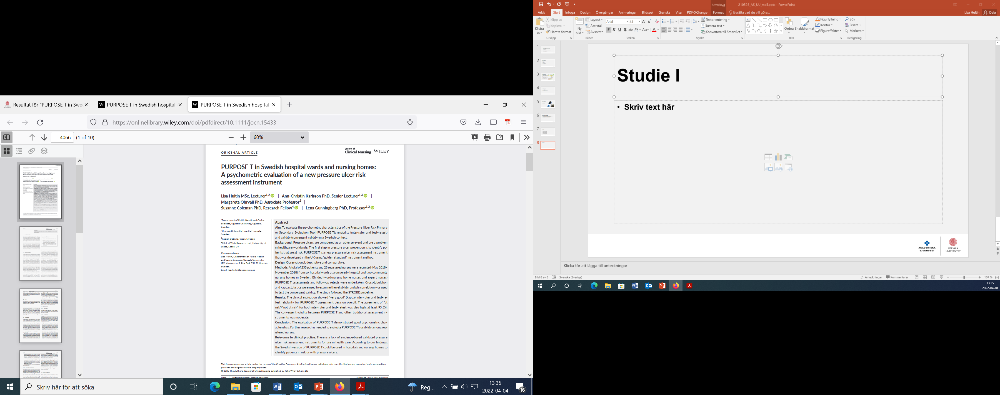 Resultat för "PURPOSE T in Swe
PURPOSE T in Swedish hospital
PURPOSE T in Swedish hospital
https://onlinelibrary.wiley.com/doi/pdfdirect/10.1111/jocn.15433
4066 (1 of 10)
60%
ORIGINAL ARTICLE
Journal of
Clinical Nursing WILEY
PURPOSE T in Swedish hospital wards and nursing homes:
A psychometric evaluation of a new pressure ulcer risk
assessment instrument
Lisa Hultin MSc, Lecturer1,2 | Ann-Christin Karlsson PhD, Senior Lecturer1,3 |
Margareta Öhrvall PhD, Associate Professor2 |
Susanne Coleman PhD, Research Fellow4 | Lena Gunningberg PhD, Professor1,2
1Department of Public Health and Caring
Sciences, Uppsala University, Uppsala,
Sweden
2Uppsala University Hospital, Uppsala,
Sweden
3Region Gotland, Visby, Sweden
4Clinical Trials Research Unit, University of
Leeds, Leeds, UK
Correspondence
Lisa Hultin, Department of Public Health
and Caring Sciences, Uppsala University,
IFV, Husargatan 3, Box 564, 751 23 Uppsala,
Sweden.
Email: lisa.hultin@pubcare.uu.se
Abstract
Aim: To evaluate the psychometric characteristics of the Pressure Ulcer Risk Primary
or Secondary Evaluation Tool (PURPOSE T); reliability (inter-rater and test–retest)
and validity (convergent validity) in a Swedish context.
Background: Pressure ulcers are considered as an adverse event and are a problem
in healthcare worldwide. The first step in pressure ulcer prevention is to identify pa-
tients that are at risk. PURPOSE T is a new pressure ulcer risk assessment instrument
that was developed in the UK using "golden standard" instrument method.
Design: Observational, descriptive and comparative.
Methods: A total of 235 patients and 28 registered nurses were recruited (May 2018–
November 2018) from six hospital wards at a university hospital and two community
nursing homes in Sweden. Blinded (ward/nursing home nurses and expert nurses)
PURPOSE T assessments and follow-up retests were undertaken. Cross-tabulation
and kappa statistics were used to examine the reliability, and phi correlation was used
to test the convergent validity. The study followed the STROBE guideline.
Results: The clinical evaluation showed "very good" (kappa) inter-rater and test–re-
test reliability for PURPOSE T assessment decision overall. The agreement of "at
risk"/"not at risk" for both inter-rater and test–retest was also high, at least 95.5%.
The convergent validity between PURPOSE T and other traditional assessment in-
struments was moderate.
Conclusion: The evaluation of PURPOSE T demonstrated good psychometric char-
acteristics. Further research is needed to evaluate PURPOSE T's usability among reg-
istered nurses.
Relevance to clinical practice: There is a lack of evidence-based validated pressure
ulcer risk assessment instruments for use in health care. According to our findings,
the Swedish version of PURPOSE T could be used in hospitals and nursing homes to
identify patients in risk or with pressure ulcers.
This is an open access article under the terms of the Creative Commons Attribution License, which permits use, distribution and reproduction in any medium,
provided the original work is properly cited.
© 2020 The Authors. Journal of Clinical Nursing published by John Wiley & Sons Ltd
4066 | wileyonlinelibrary.com/journal/jocn J Clin Nurs. 2020;29:4066–4075.
Skriv här för att söka
Reg...
13:35
2022-04-04
16
Ritverktyg
210526_AS_UU_mall.pptx - PowerPoint
Arkiv Start Infoga Design Övergångar Animeringar Bildspel Granska Visa PDF-XChange Format Berätta vad du vill göra...
Lisa Hultin Dela
Klistra
in
Klipp ut
Kopiera
Hämta format
Urklipp
Ny
bild
Layout
Återställ
Avsnitt
Bilder
Arial 44
F K U S abc AV Aa A
Tecken
Textorientering
Justera text
Konvertera till SmartArt
Stycke
Ordna Snabbformat
Figurfyllning
Kontur
Figureffekter
Rita
Sök
Ersätt
Markera
Redigering
1
2
3
4
5
6
7
8
Studie I
• Skriv text här
AKADEMISKA
SJUKHUSET
UPPSALA
UNIVERSITET
Klicka för att lägga till anteckningar
Bild 8 av 8 Svenska (Sverige)
Anteckningar Kommentarer 107 %
13:35
2022-04-04